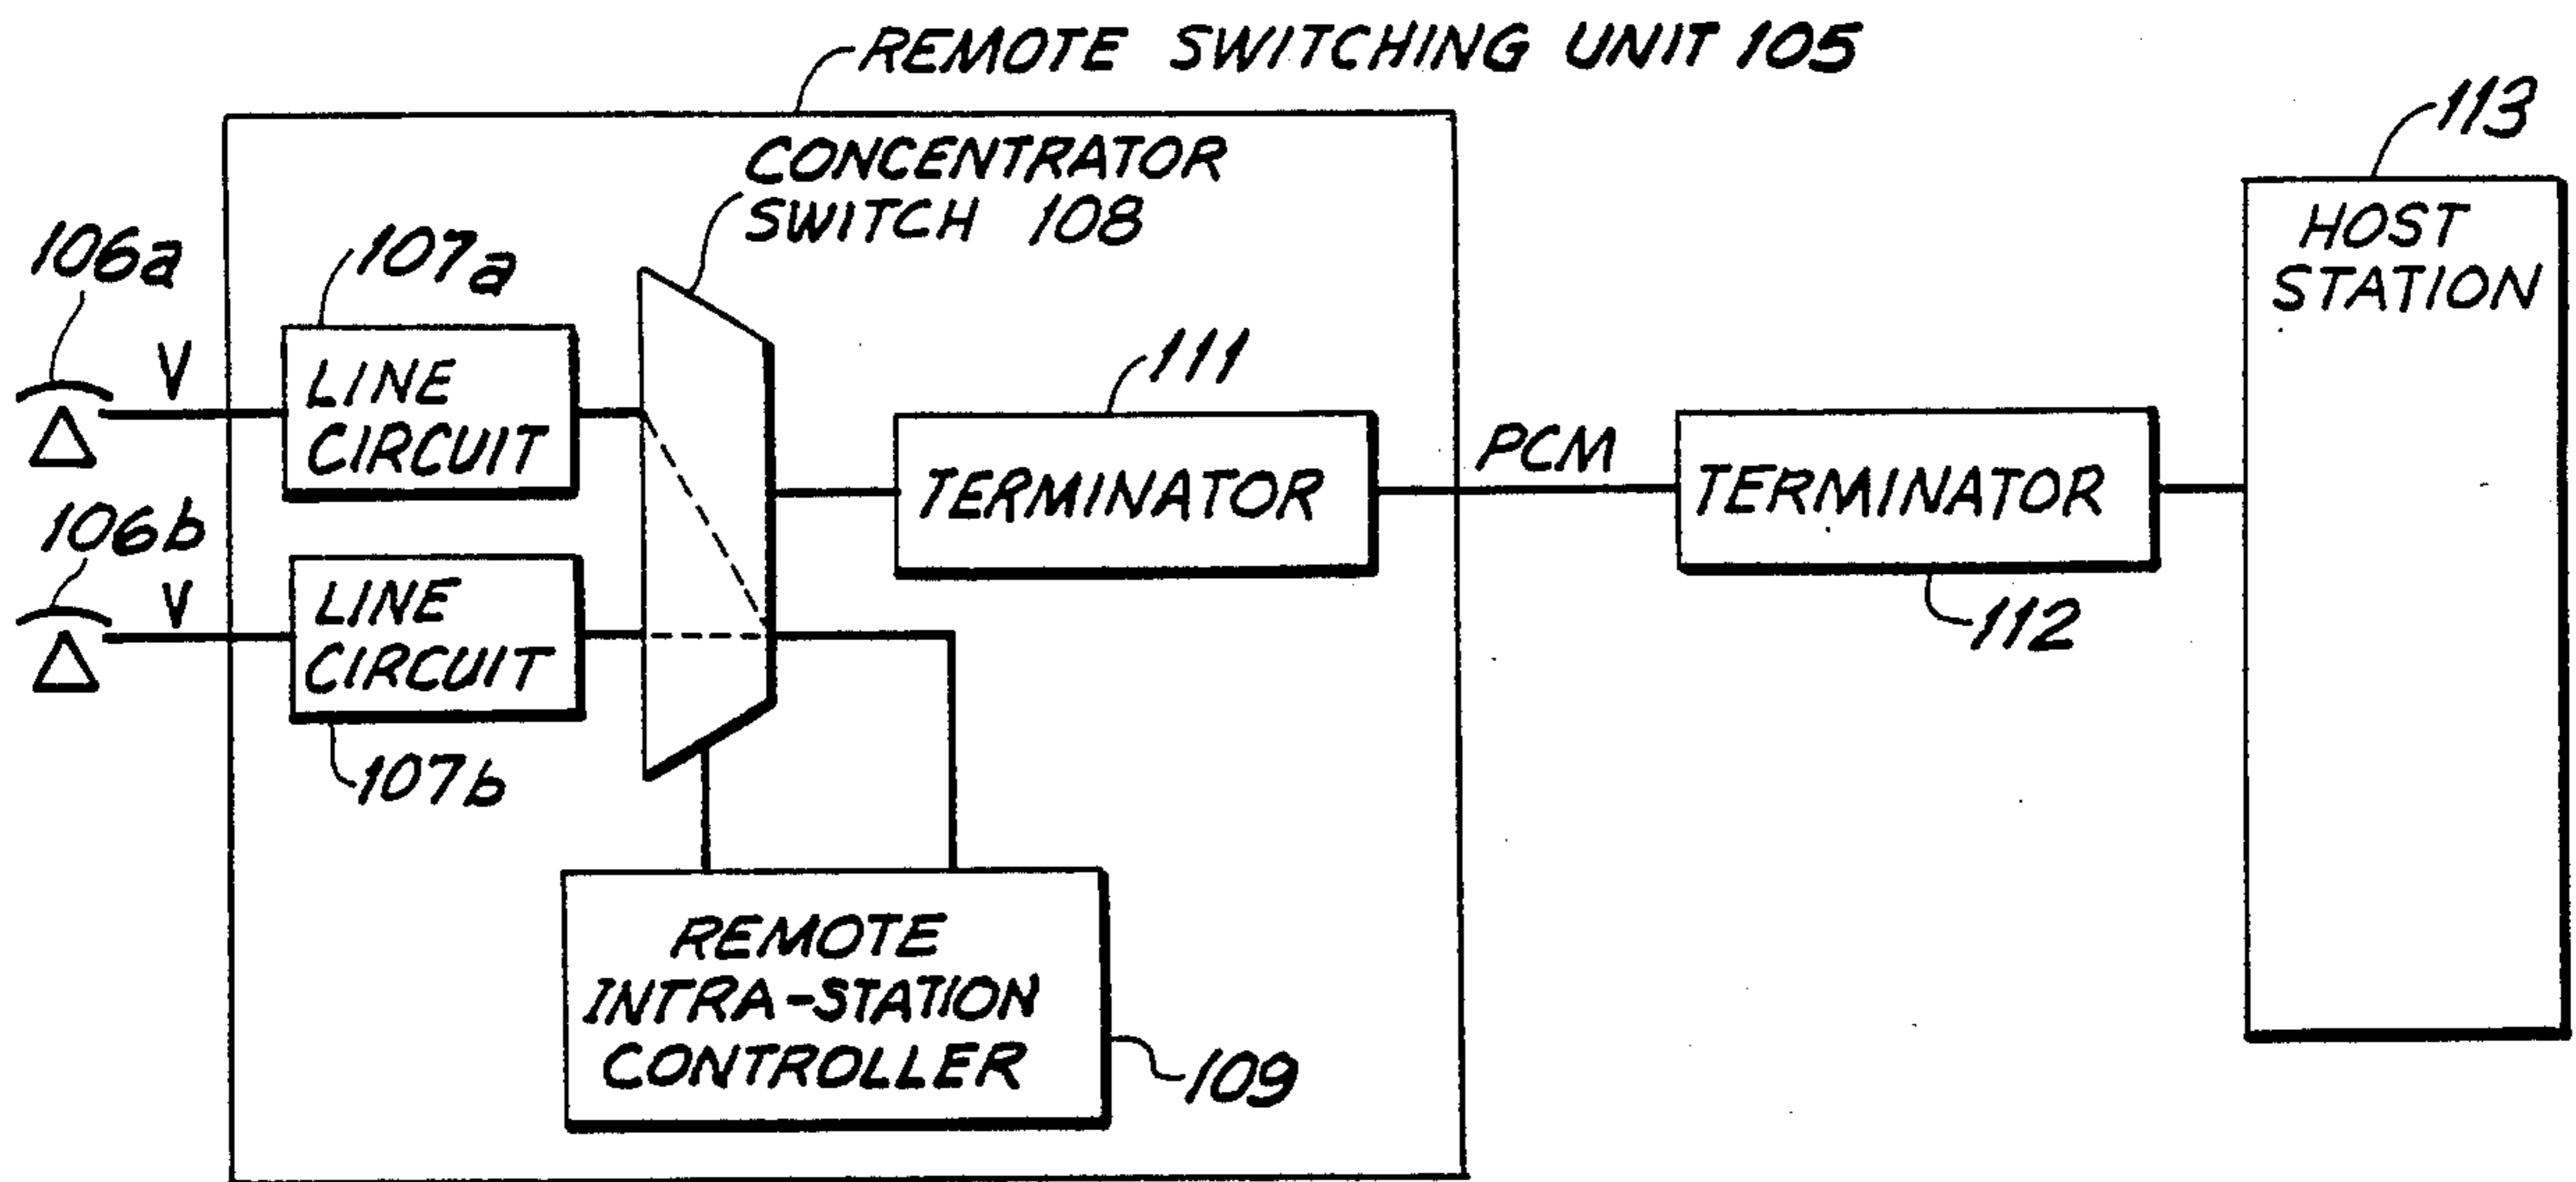 REMOTE SWITCHING UNIT 105
113
CONCENTRATOR
SWITCH 108
HOST
STATION
106a
107a
V
LINE
CIRCUIT
111
TERMINATOR
PCM
TERMINATOR
112
106b
V
LINE
CIRCUIT
107b
REMOTE
INTRA-STATION
CONTROLLER
109